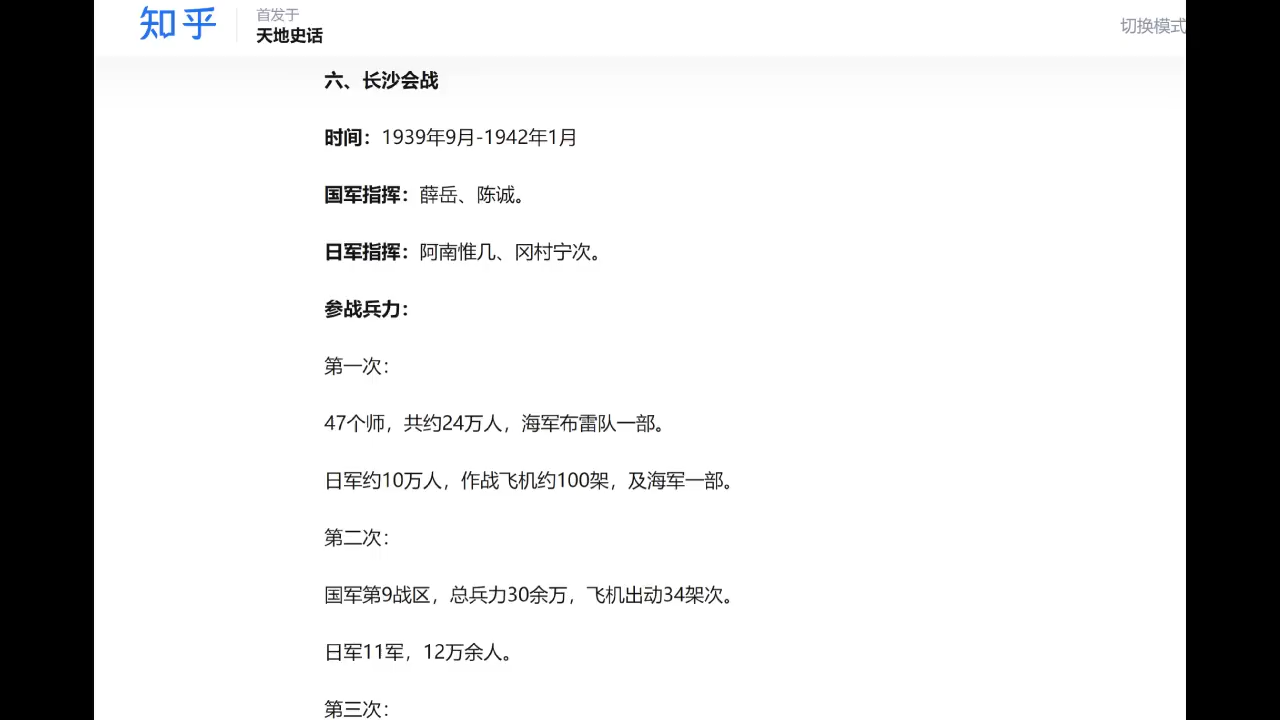 知乎
首发于
天地史话
切换模式
六、长沙会战
时间：1939年9月-1942年1月
国军指挥：薛岳、陈诚。
日军指挥：阿南惟几、冈村宁次。
参战兵力：
第一次：
47个师，共约24万人，海军布雷队一部。
日军约10万人，作战飞机约100架，及海军一部。
第二次：
国军第9战区，总兵力30余万，飞机出动34架次。
日军11军，12万余人。
第三次：